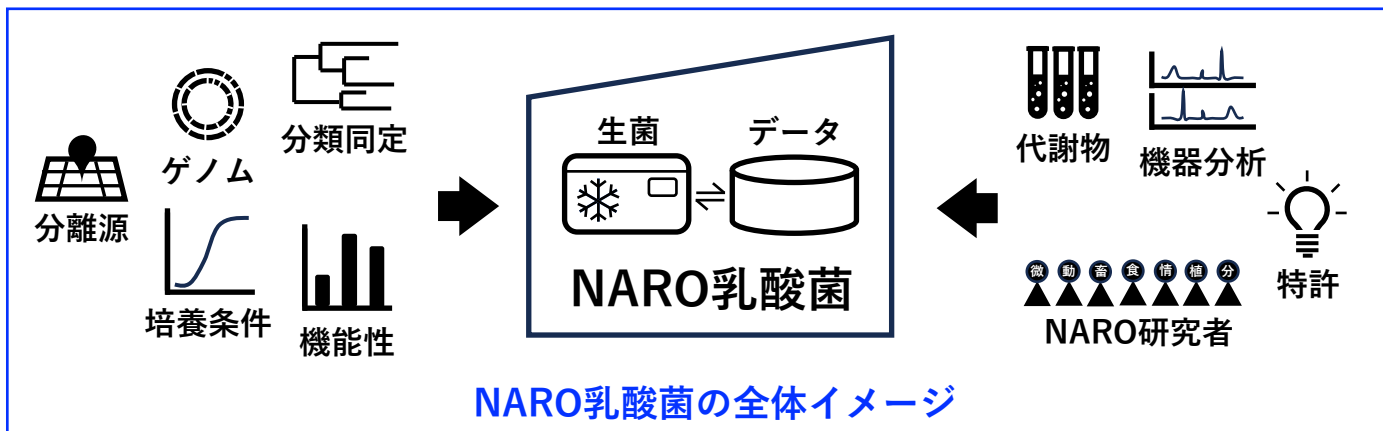 分類同定
ゲノム
分離源
培養条件
機能性
生菌
データ
NARO乳酸菌
代謝物
機器分析
特許
微 動 畜 食 情 植 分
NARO研究者
NARO乳酸菌の全体イメージ